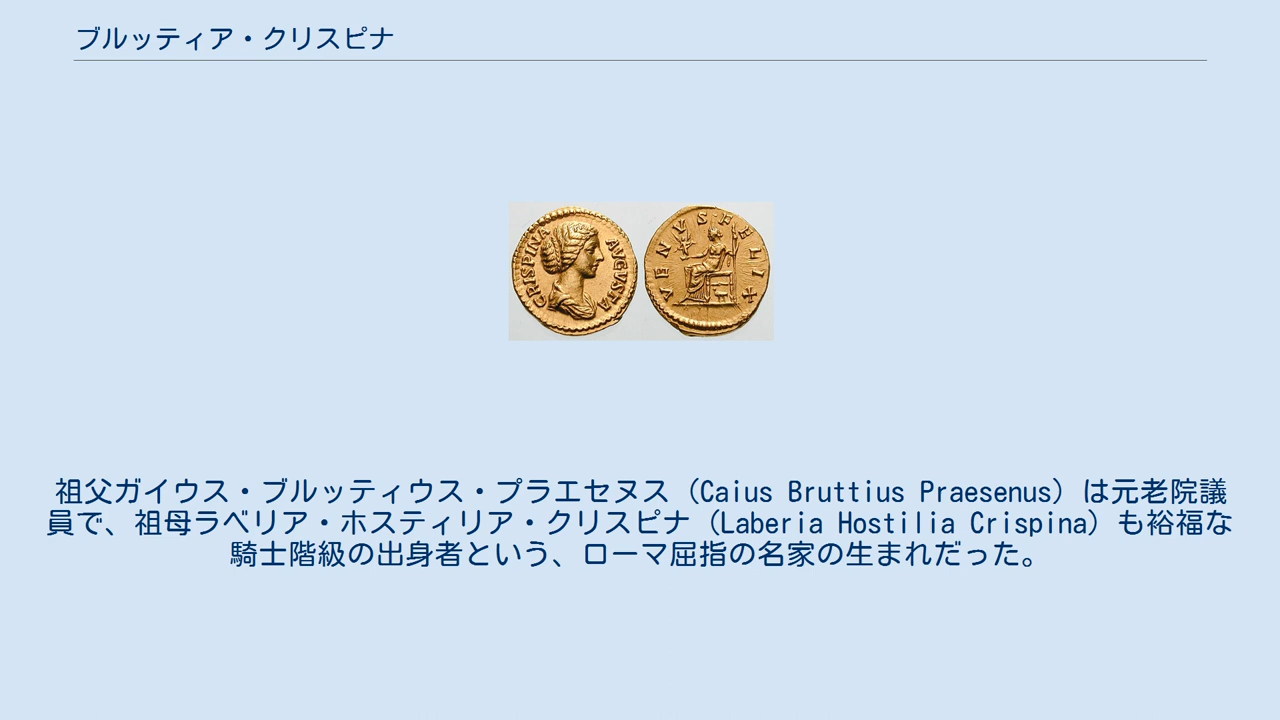 ブルッティア・クリスピナ
CRISPINA AVGVSTA
VENVS FELIX
祖父ガイウス・ブルッティウス・プラエセヌス（Caius Bruttius Praesenus）は元老院議
員で、祖母ラベリア・ホスティリア・クリスピナ（Laberia Hostilia Crispina）も裕福な
騎士階級の出身者という、ローマ屈指の名家の生まれだった。